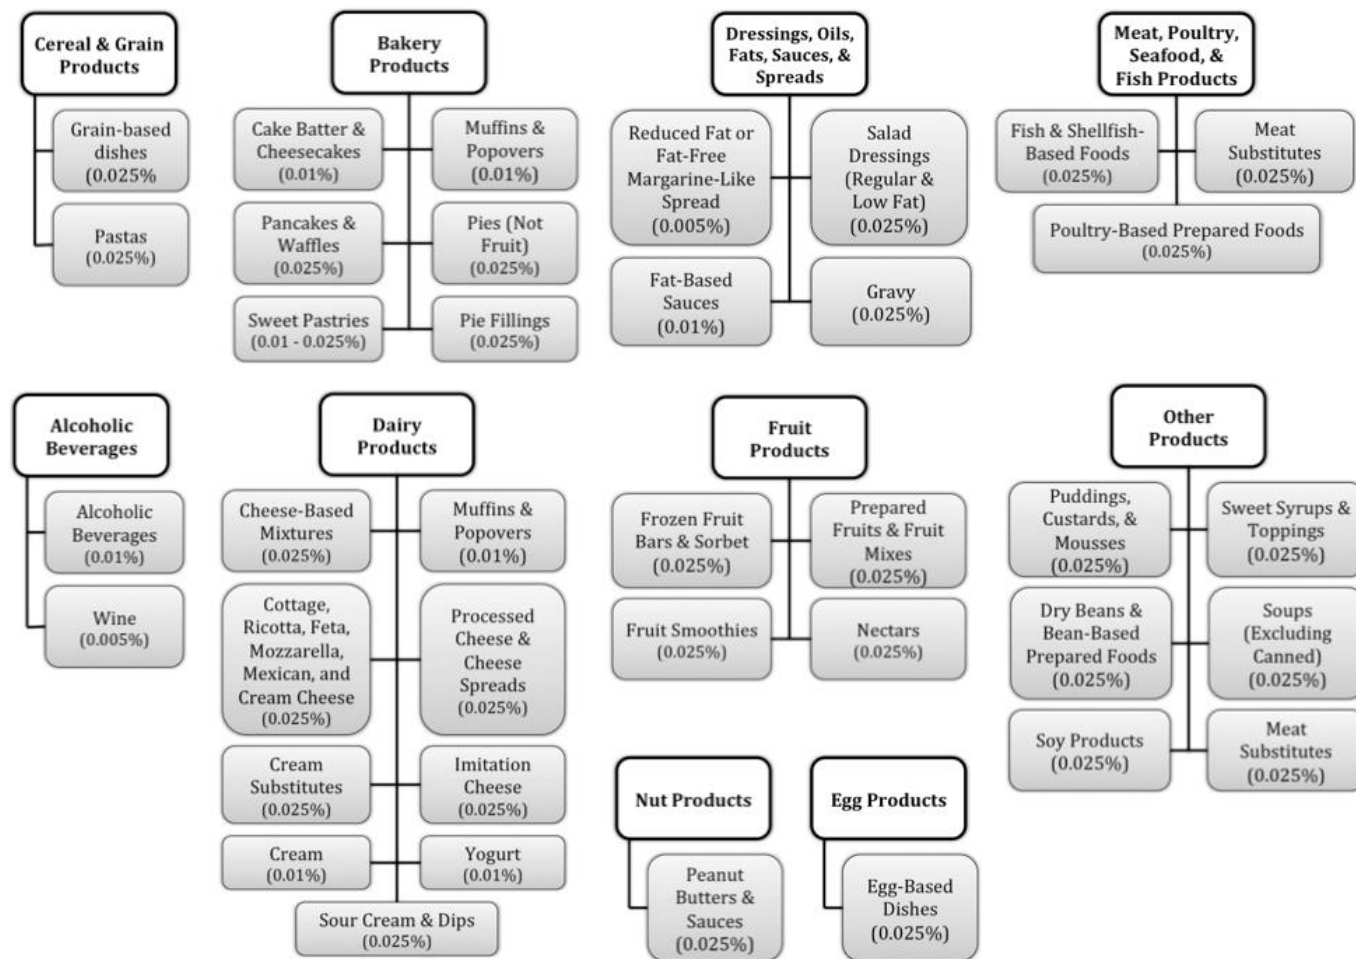 Cereal & Grain
Products
Grain-based
dishes
(0.025%
Pastas
(0.025%)
Bakery
Products
Cake Batter &
Cheesecakes
(0.01%)
Muffins &
Popovers
(0.01%)
Pancakes &
Waffles
(0.025%)
Pies (Not
Fruit)
(0.025%)
Sweet Pastries
(0.01 - 0.025%)
Pie Fillings
(0.025%)
Dressings, Oils,
Fats, Sauces, &
Spreads
Reduced Fat or
Fat-Free
Margarine-Like
Spread
(0.005%)
Salad
Dressings
(Regular &
Low Fat)
(0.025%)
Fat-Based
Sauces
(0.01%)
Gravy
(0.025%)
Meat, Poultry,
Seafood, &
Fish Products
Fish & Shellfish-
Based Foods
(0.025%)
Meat
Substitutes
(0.025%)
Poultry-Based Prepared Foods
(0.025%)
Alcoholic
Beverages
Alcoholic
Beverages
(0.01%)
Wine
(0.005%)
Dairy
Products
Cheese-Based
Mixtures
(0.025%)
Muffins &
Popovers
(0.01%)
Cottage,
Ricotta, Feta,
Mozzarella,
Mexican, and
Cream Cheese
(0.025%)
Processed
Cheese &
Cheese
Spreads
(0.025%)
Cream
Substitutes
(0.025%)
Imitation
Cheese
(0.025%)
Cream
(0.01%)
Yogurt
(0.01%)
Sour Cream & Dips
(0.025%)
Fruit
Products
Frozen Fruit
Bars & Sorbet
(0.025%)
Prepared
Fruits & Fruit
Mixes
(0.025%)
Fruit Smoothies
(0.025%)
Nectars
(0.025%)
Other
Products
Puddings,
Custards, &
Mousses
(0.025%)
Sweet Syrups &
Toppings
(0.025%)
Dry Beans &
Bean-Based
Prepared Foods
(0.025%)
Soups
(Excluding
Canned)
(0.025%)
Soy Products
(0.025%)
Meat
Substitutes
(0.025%)
Nut Products
Peanut
Butters &
Sauces
(0.025%)
Egg Products
Egg-Based
Dishes
(0.025%)